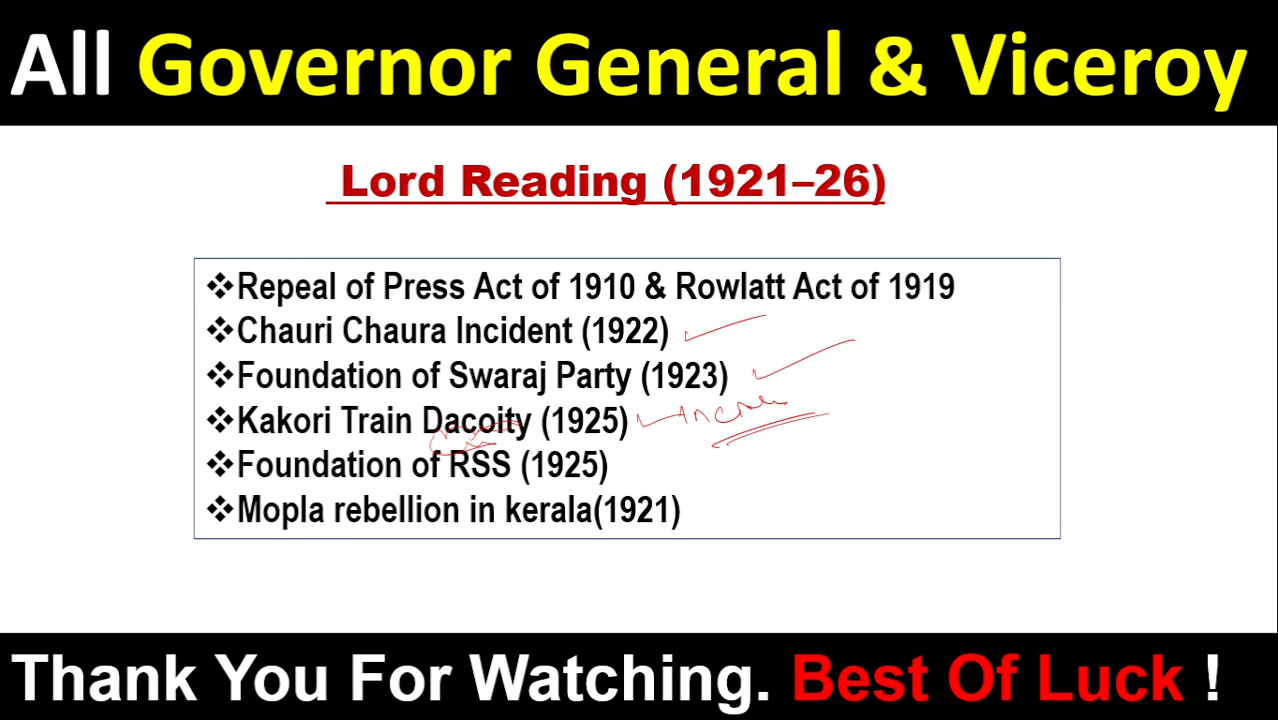 All Governor General & Viceroy
Lord Reading (1921–26)
❖Repeal of Press Act of 1910 & Rowlatt Act of 1919
❖Chauri Chaura Incident (1922)
❖Foundation of Swaraj Party (1923)
❖Kakori Train Dacoity (1925)
❖Foundation of RSS (1925)
❖Mopla rebellion in kerala(1921)
Thank You For Watching. Best Of Luck !